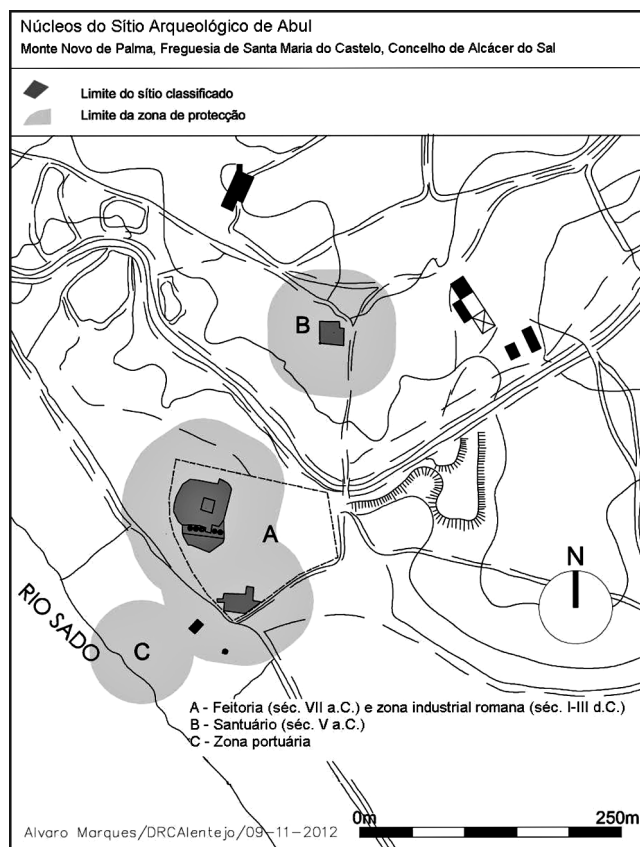 Núcleos do Sítio Arqueológico de Abul
Monte Novo de Palma, Freguesia de Santa Maria do Castelo, Concelho de Alcácer do Sal
Limite do sítio classificado
Limite da zona de protecção
B
A
N
RIO SADO
C
A - Feitoria (séc. VII a.C.) e zona industrial romana (séc. I-III d.C.)
B - Santuário (séc. V a.C.)
C - Zona portuária
0m 250m
Alvaro Marques/DRCAlentejo/09-11-2012